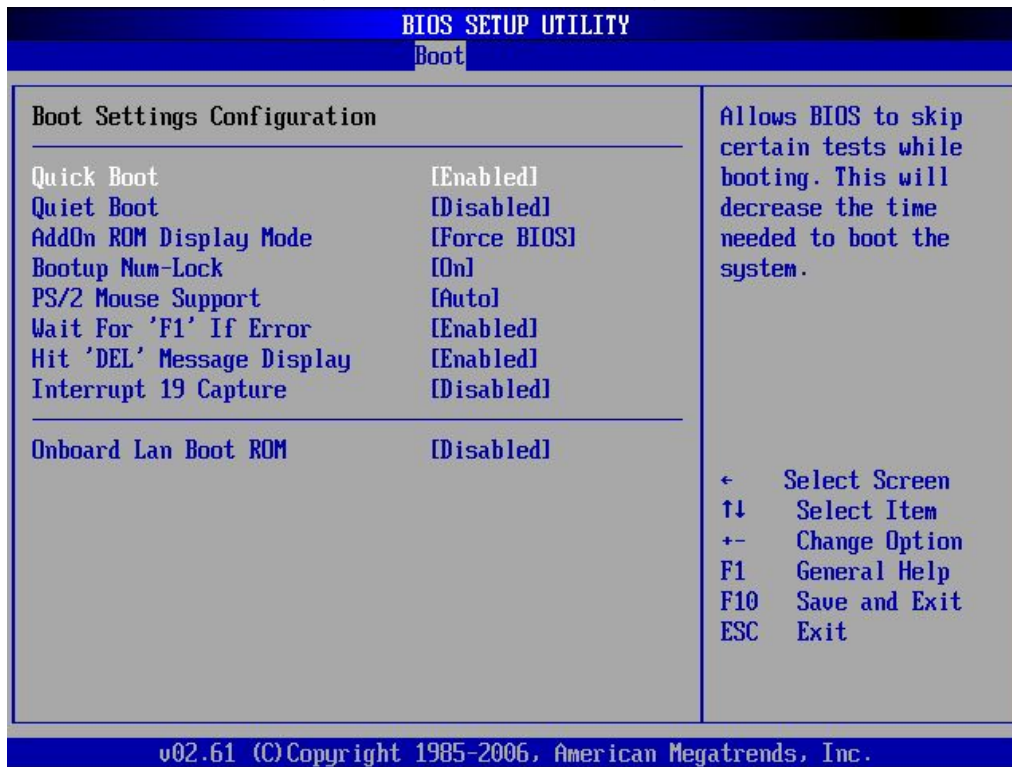 BIOS SETUP UTILITY
Boot
Boot Settings Configuration
Quick Boot [Enabled]
Quiet Boot [Disabled]
AddOn ROM Display Mode [Force BIOS]
Bootup Num-Lock [On]
PS/2 Mouse Support [Auto]
Wait For 'F1' If Error [Enabled]
Hit 'DEL' Message Display [Enabled]
Interrupt 19 Capture [Disabled]
Onboard Lan Boot ROM [Disabled]
Allows BIOS to skip
certain tests while
booting. This will
decrease the time
needed to boot the
system.
← Select Screen
↑↓ Select Item
+- Change Option
F1 General Help
F10 Save and Exit
ESC Exit
v02.61 (C)Copyright 1985-2006, American Megatrends, Inc.